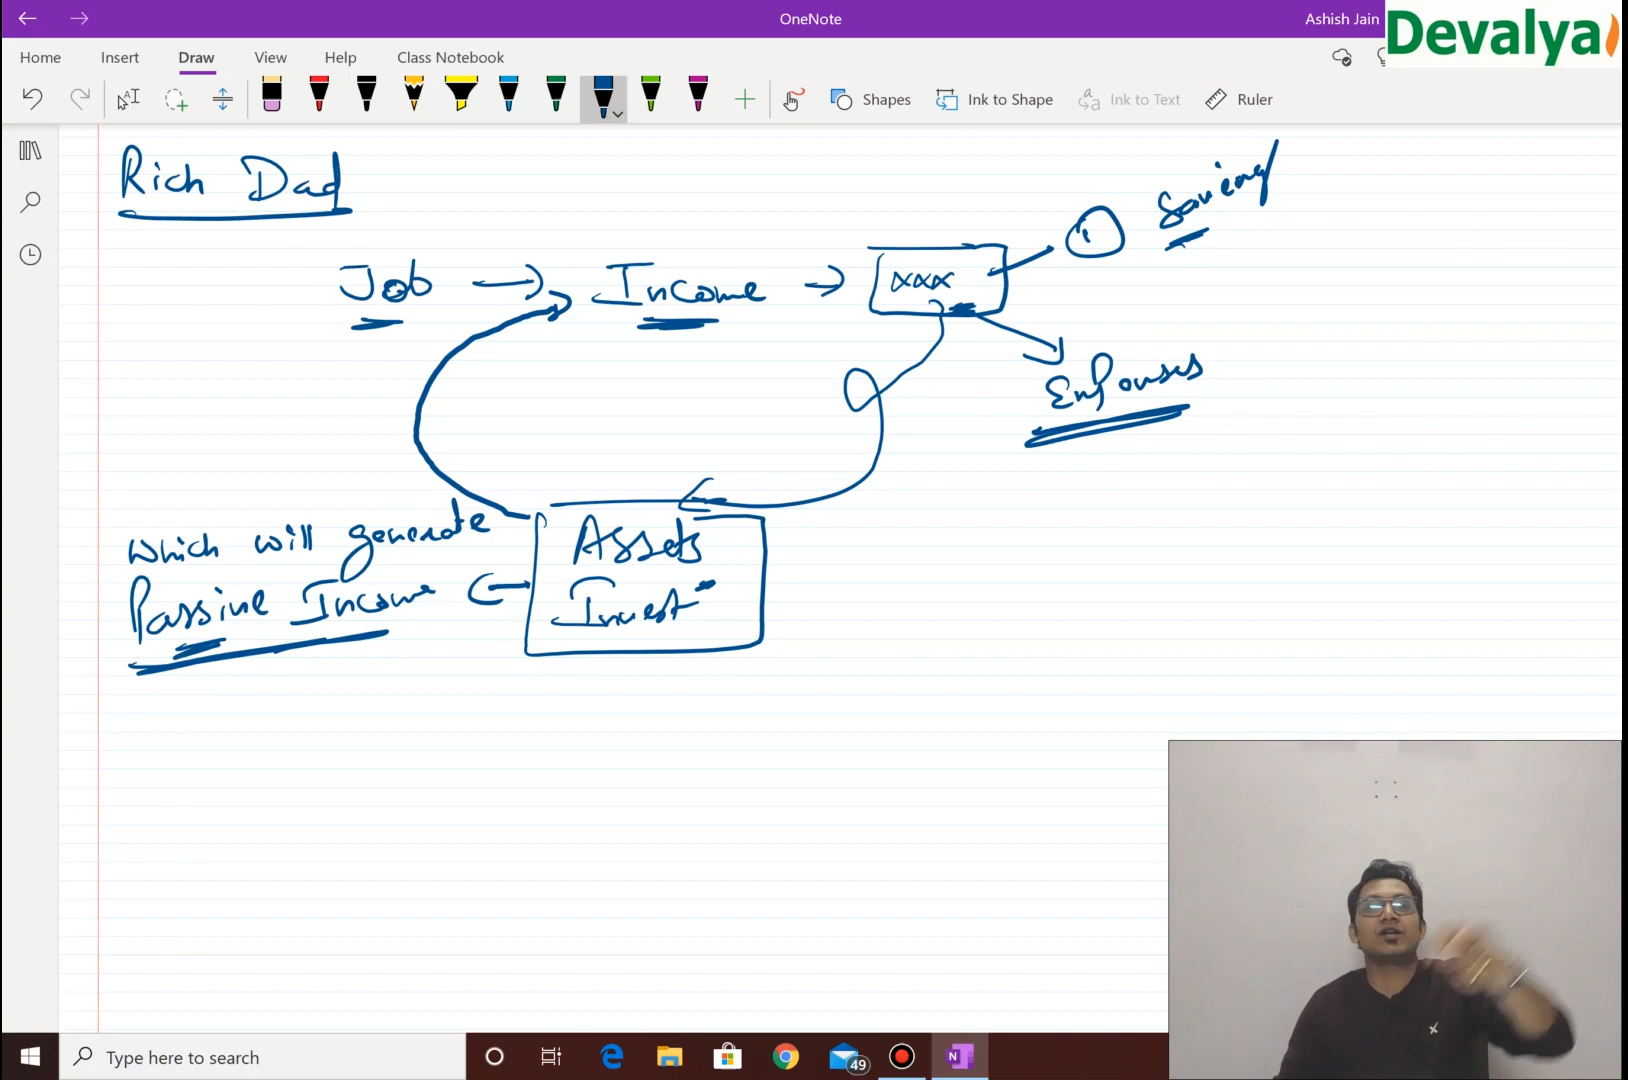 OneNote
Ashish Jain
Devalya
Home Insert Draw View Help Class Notebook
Shapes Ink to Shape Ink to Text Ruler
Rich Dad
Job → Income → xxx
① Saving
Expenses
Assets
Invest
which will generate
Passive Income
Type here to search
49